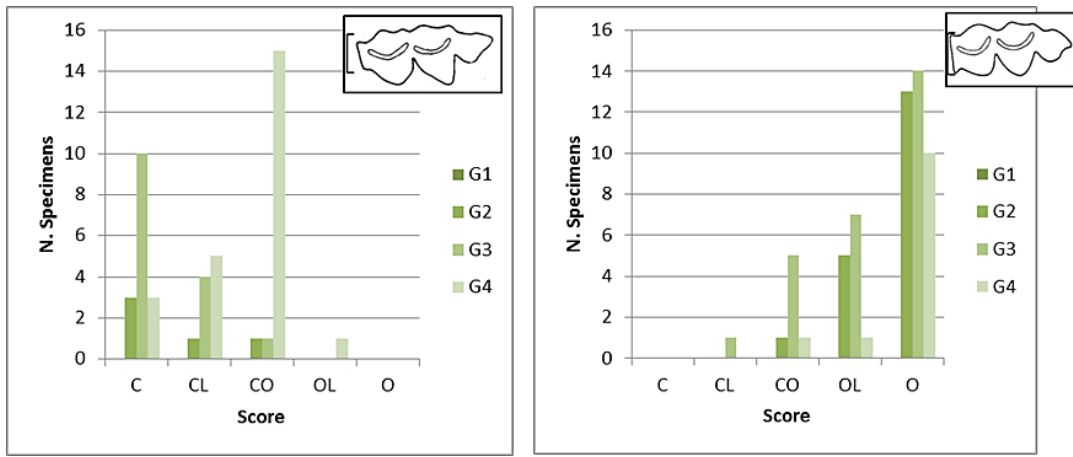 16
14
12
10
8
6
4
2
0
N. Specimens
C CL CO OL O
Score
G1
G2
G3
G4
16
14
12
10
8
6
4
2
0
N. Specimens
C CL CO OL O
Score
G1
G2
G3
G4